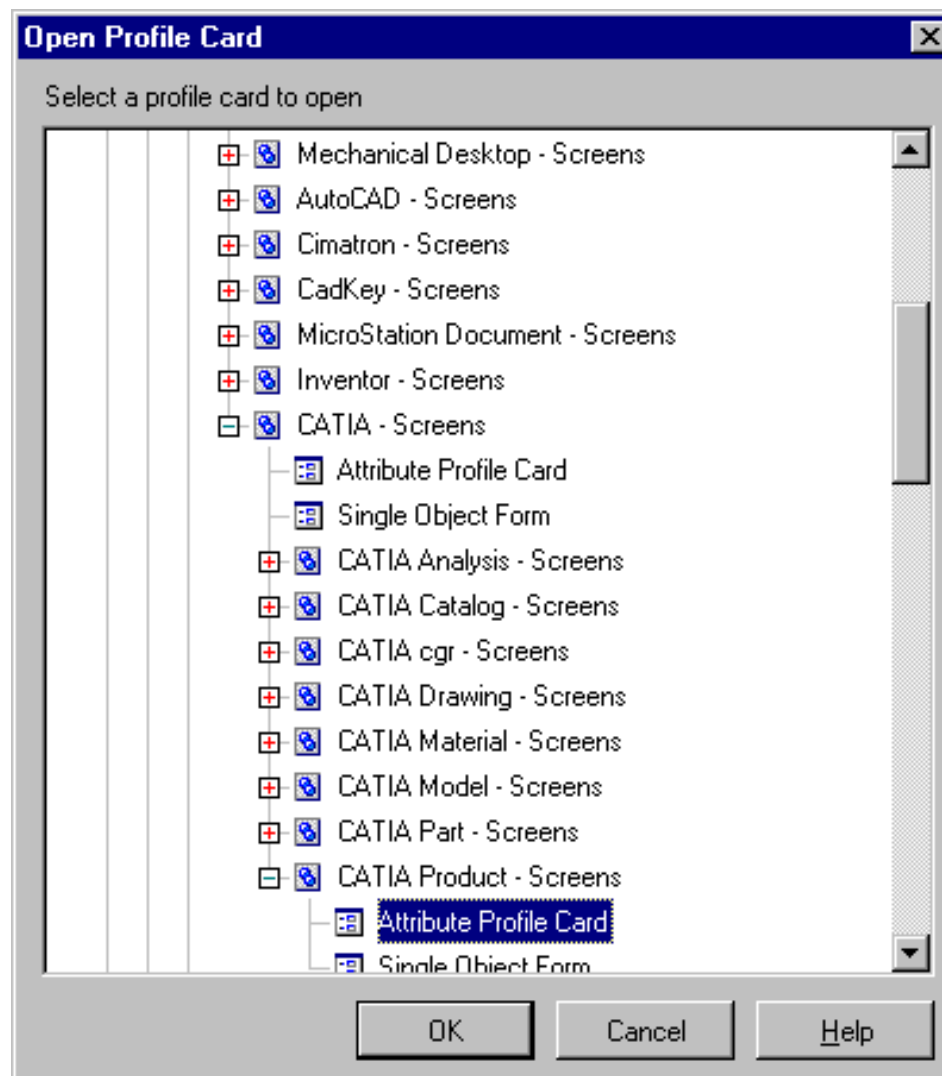 Open Profile Card
Select a profile card to open
Mechanical Desktop - Screens
AutoCAD - Screens
Cimatron - Screens
CadKey - Screens
MicroStation Document - Screens
Inventor - Screens
CATIA - Screens
Attribute Profile Card
Single Object Form
CATIA Analysis - Screens
CATIA Catalog - Screens
CATIA cgr - Screens
CATIA Drawing - Screens
CATIA Material - Screens
CATIA Model - Screens
CATIA Part - Screens
CATIA Product - Screens
Attribute Profile Card
Single Object Form
OK Cancel Help